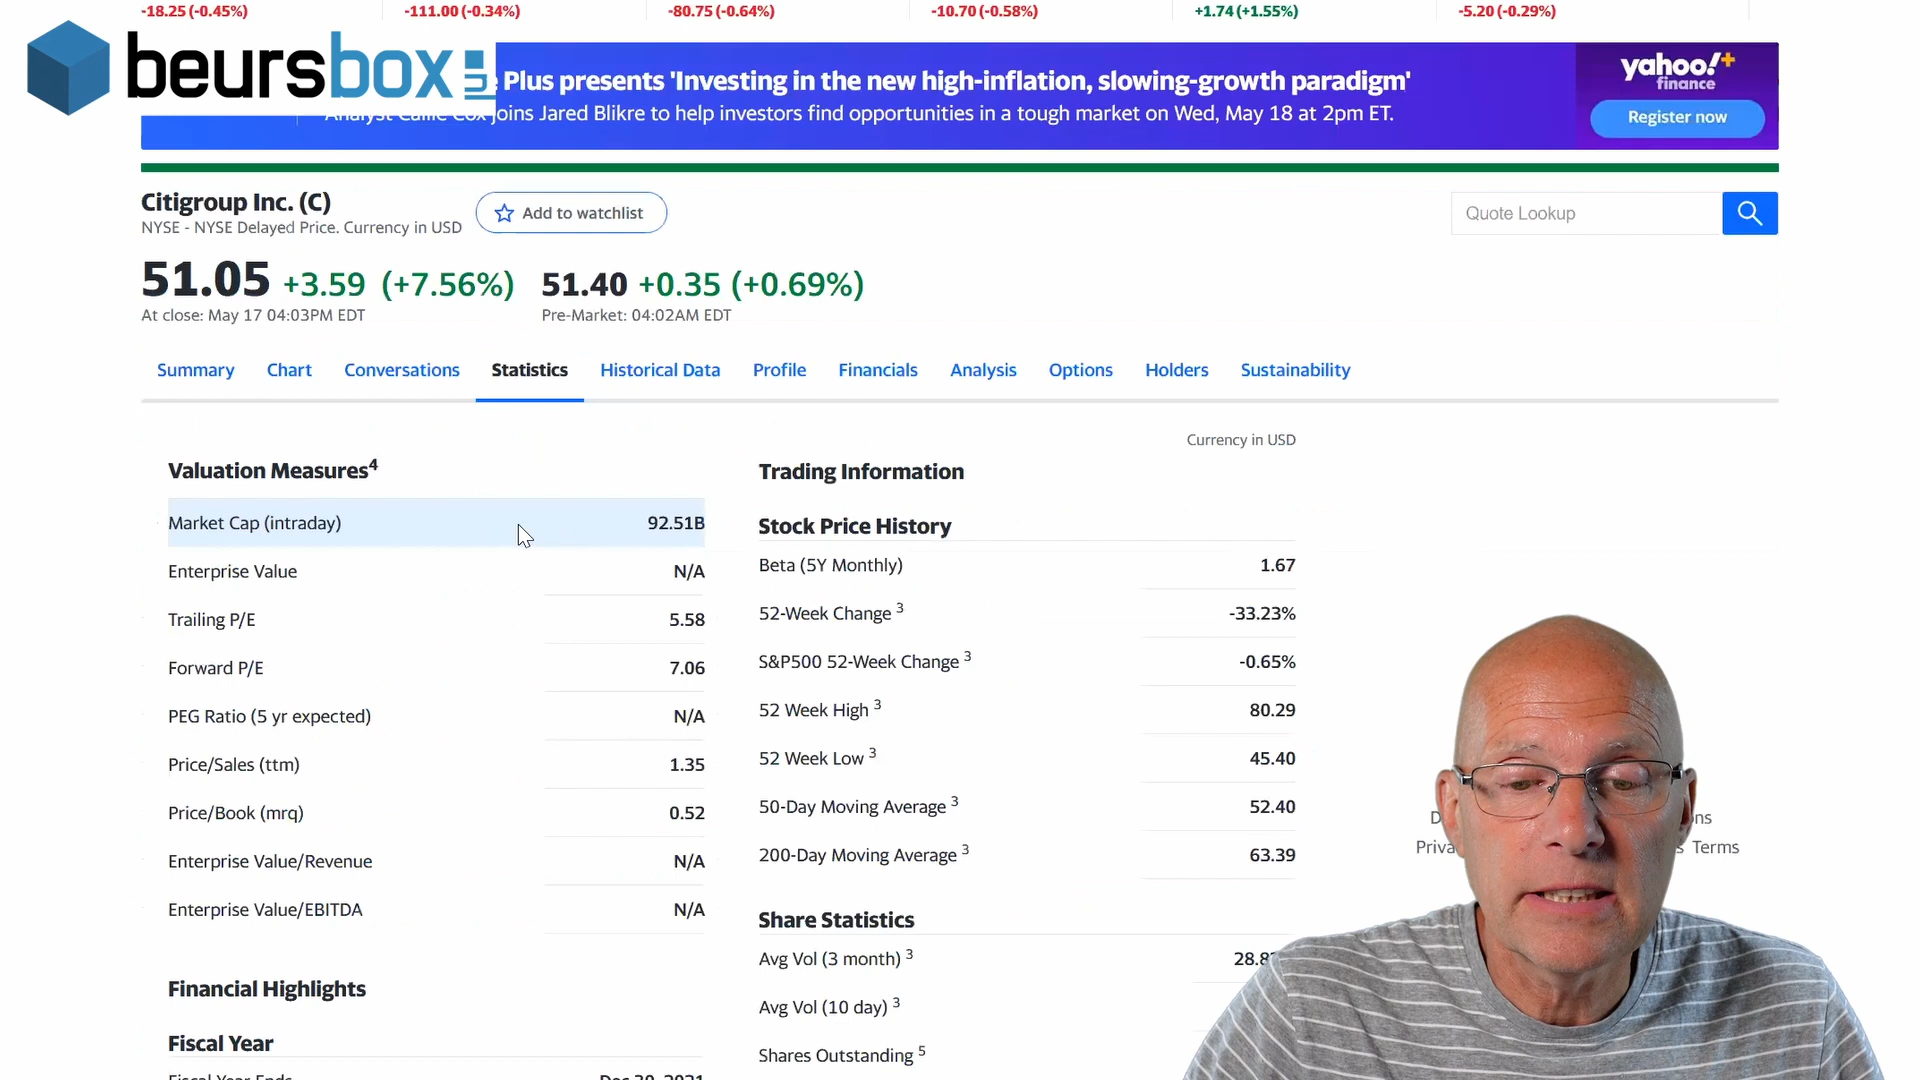 -18.25 (-0.45%) -111.00 (-0.34%) -80.75 (-0.64%) -10.70 (-0.58%) +1.74 (+1.55%) -5.20 (-0.29%)
beursbox
Plus presents 'Investing in the new high-inflation, slowing-growth paradigm'
Analyst Callie Cox joins Jared Blikre to help investors find opportunities in a tough market on Wed, May 18 at 2pm ET.
yahoo!+
finance
Register now
Citigroup Inc. (C)
NYSE - NYSE Delayed Price. Currency in USD
Add to watchlist
Quote Lookup
51.05 +3.59 (+7.56%) 51.40 +0.35 (+0.69%)
At close: May 17 04:03PM EDT Pre-Market: 04:02AM EDT
Summary Chart Conversations Statistics Historical Data Profile Financials Analysis Options Holders Sustainability
Currency in USD
Valuation Measures4
Market Cap (intraday) 92.51B
Enterprise Value N/A
Trailing P/E 5.58
Forward P/E 7.06
PEG Ratio (5 yr expected) N/A
Price/Sales (ttm) 1.35
Price/Book (mrq) 0.52
Enterprise Value/Revenue N/A
Enterprise Value/EBITDA N/A
Financial Highlights
Fiscal Year
Fiscal Year Ends Dec 30, 2021
Trading Information
Stock Price History
Beta (5Y Monthly) 1.67
52-Week Change 3 -33.23%
S&P500 52-Week Change 3 -0.65%
52 Week High 3 80.29
52 Week Low 3 45.40
50-Day Moving Average 3 52.40
200-Day Moving Average 3 63.39
Share Statistics
Avg Vol (3 month) 3 28.8
Avg Vol (10 day) 3
Shares Outstanding 5
Terms